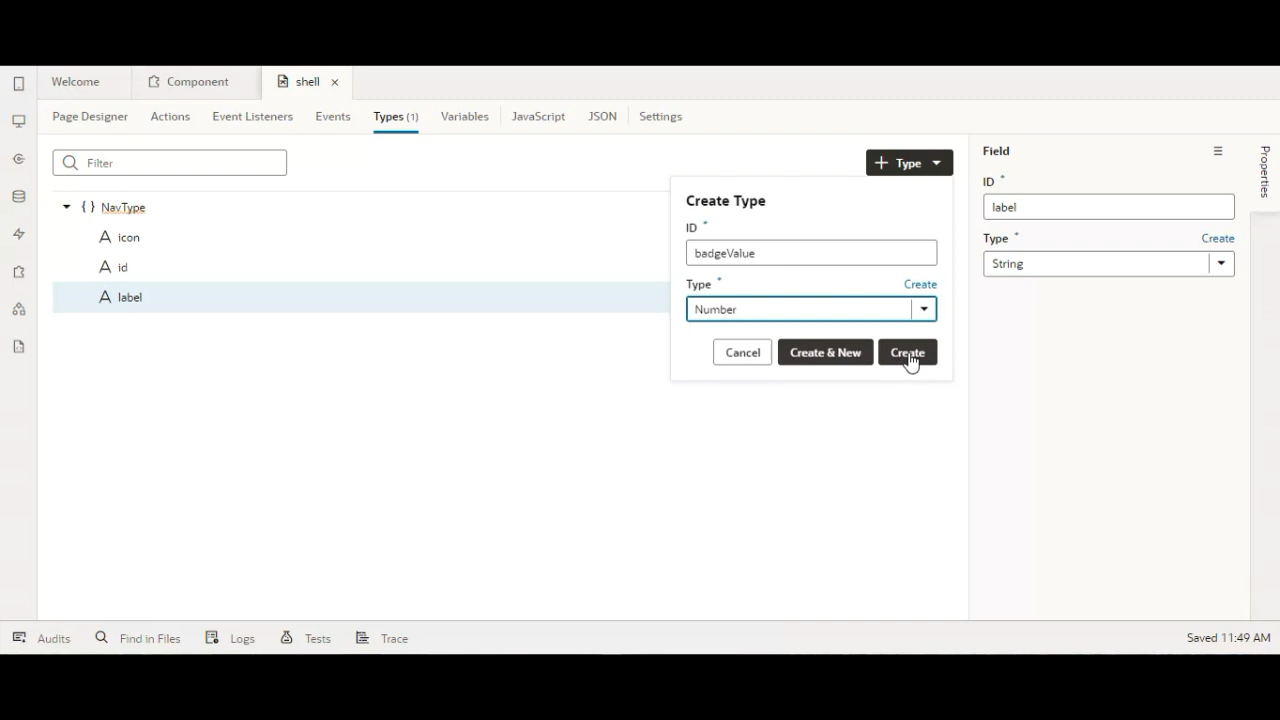 Welcome
Component
shell
Page Designer
Actions
Event Listeners
Events
Types (1)
Variables
JavaScript
JSON
Settings
Filter
+ Type
NavType
icon
id
label
Create Type
ID *
badgeValue
Type *
Create
Number
Cancel
Create & New
Create
Field
ID *
label
Type *
Create
String
Properties
Audits
Find in Files
Logs
Tests
Trace
Saved 11:49 AM